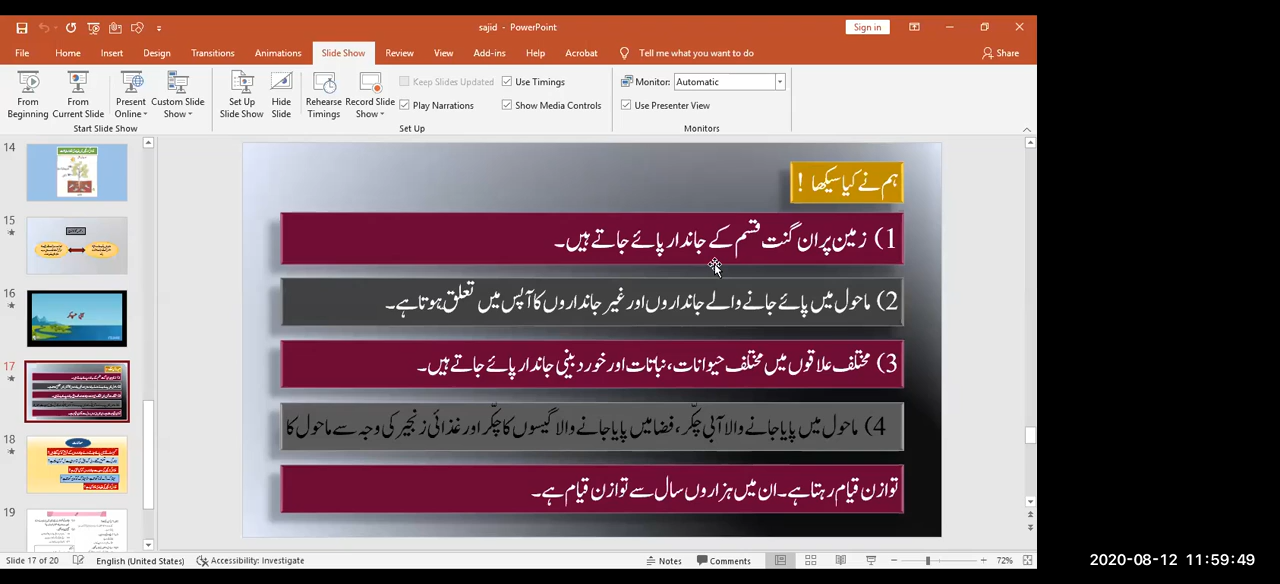 sajid - PowerPoint
Sign in
File Home Insert Design Transitions Animations Slide Show Review View Add-ins Help Acrobat Tell me what you want to do Share
From Beginning
From Current Slide
Present Online
Custom Slide Show
Start Slide Show
Set Up Slide Show
Hide Slide
Rehearse Timings
Record Slide Show
Keep Slides Updated
Play Narrations
Use Timings
Show Media Controls
Set Up
Monitor: Automatic
Use Presenter View
Monitors
14
15
16
17
18
19
ہم نے کیا سیکھا !
1) زمین پر ان گنت قسم کے جاندار پائے جاتے ہیں۔
2) ماحول میں پائے جانے والے جانداروں اور غیر جانداروں کا آپس میں تعلق ہوتا ہے۔
3) مختلف علاقوں میں مختلف حیوانات، نباتات اور خوردبینی جاندار پائے جاتے ہیں۔
4) ماحول میں پایا جانے والا آبی چکّر، فضا میں پایا جانے والا گیسوں کا چکّر اور غذائی زنجیر کی وجہ سے ماحول کا
توازن قیام رہتا ہے۔ ان میں ہزاروں سال سے توازن قیام ہے۔
Slide 17 of 20 English (United States) Accessibility: Investigate Notes Comments 72%
2020-08-12 11:59:49